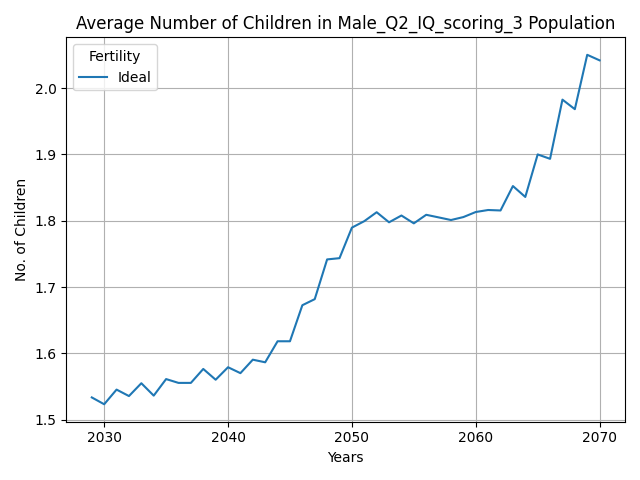 Average Number of Children in Male_Q2_IQ_scoring_3 Population
Fertility
Ideal
2.0
1.9
1.8
1.7
1.6
1.5
No. of Children
2030
2040
2050
2060
2070
Years